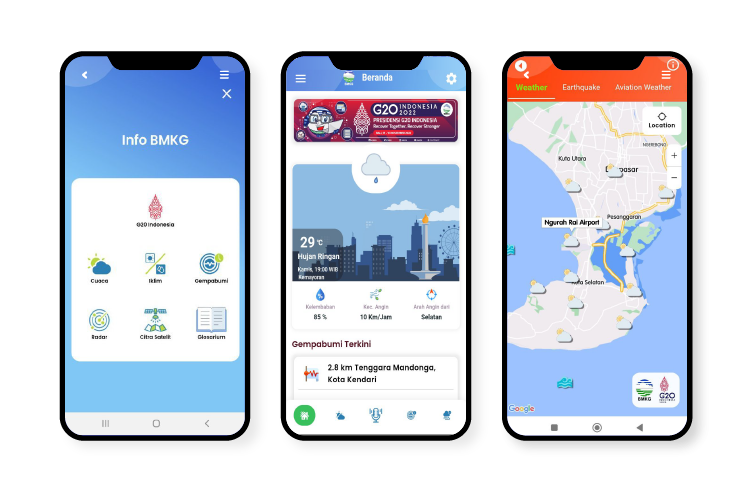 Info BMKG
G20 Indonesia
Cuaca
Iklim
Gempabumi
Radar
Citra Satelit
Glosarium
Beranda
G20 INDONESIA 2022
PRESIDENSI G20 INDONESIA
Recover Together, Recover Stronger
29 °C
Hujan Ringan
Kamis, 19:00 WIB
Kemayoran
Kelembaban
85 %
Kec. Angin
10 Km/Jam
Arah Angin dari
Selatan
Gempabumi Terkini
2.8 km Tenggara Mandonga,
Kota Kendari
Weather
Earthquake
Aviation Weather
Location
Kuta Utara
Ngurah Rai Airport
Pesanggaran
Selatan
+
−
BMKG
G20
Google